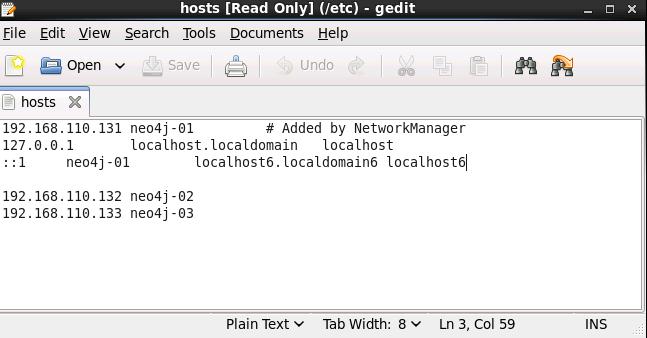 hosts [Read Only] (/etc) - gedit
File Edit View Search Tools Documents Help
Open Save Undo
hosts
192.168.110.131 neo4j-01 # Added by NetworkManager
127.0.0.1 localhost.localdomain localhost
::1 neo4j-01 localhost6.localdomain6 localhost6
192.168.110.132 neo4j-02
192.168.110.133 neo4j-03
Plain Text Tab Width: 8 Ln 3, Col 59 INS